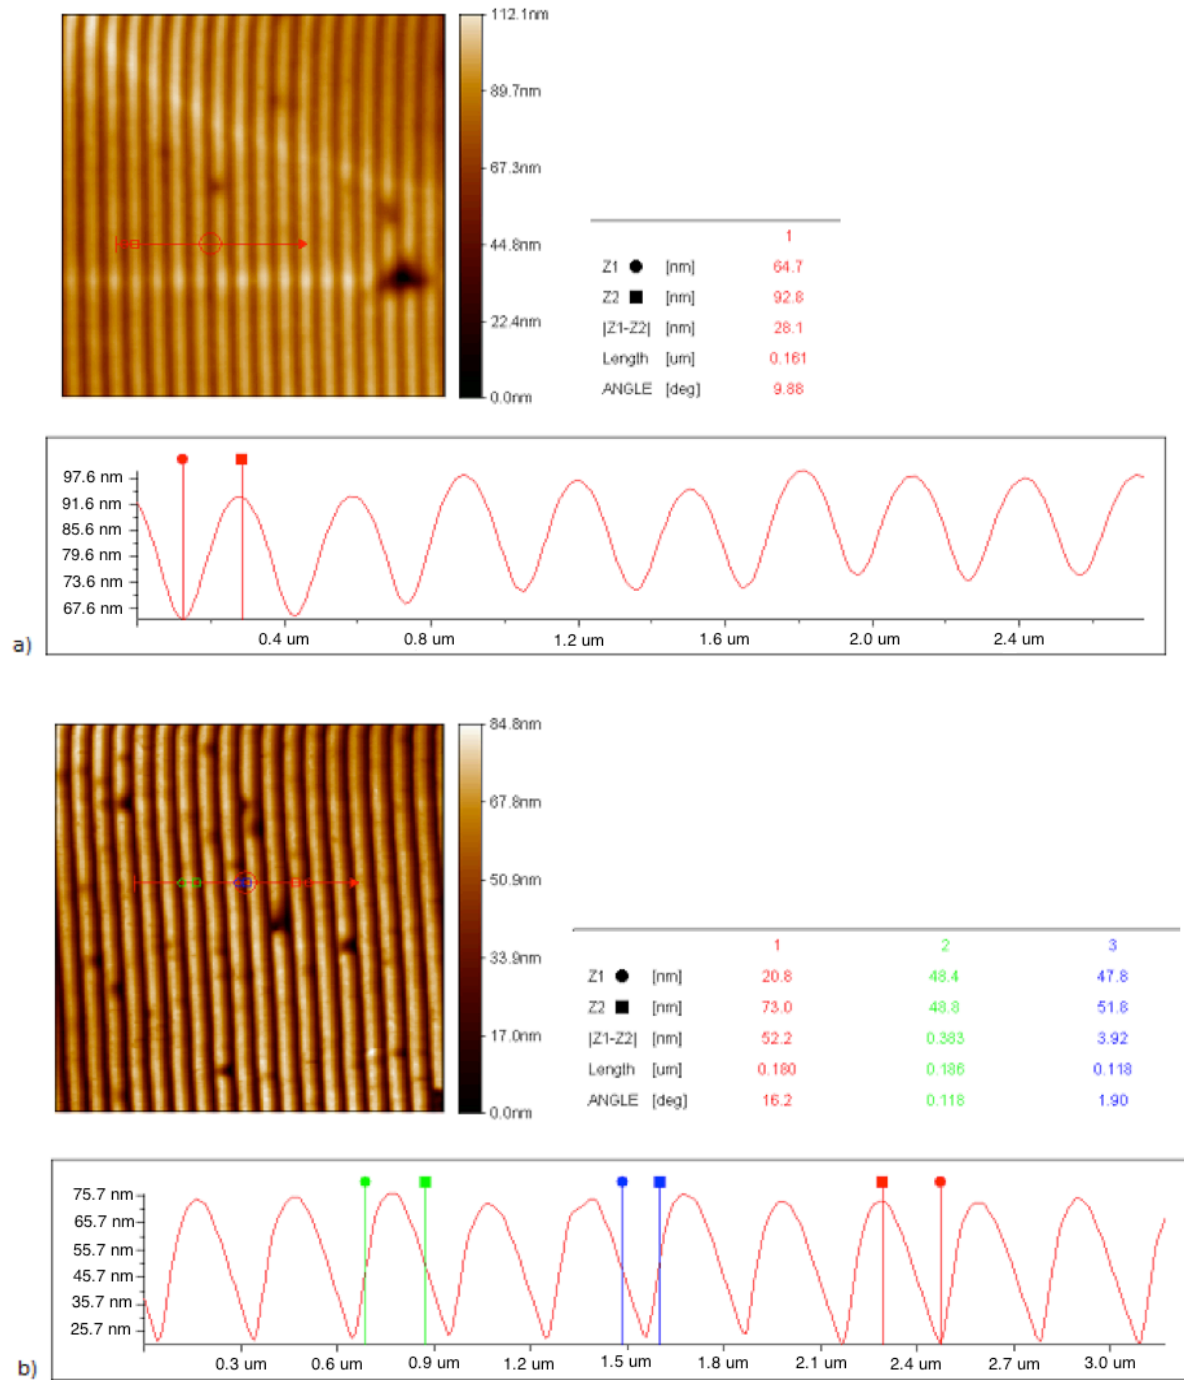 112.1nm
89.7nm
67.3nm
44.8nm
22.4nm
0.0nm
1
Z1 ● [nm] 64.7
Z2 ■ [nm] 92.8
|Z1-Z2| [nm] 28.1
Length [um] 0.161
ANGLE [deg] 9.88
97.6 nm
91.6 nm
85.6 nm
79.6 nm
73.6 nm
67.6 nm
0.4 um 0.8 um 1.2 um 1.6 um 2.0 um 2.4 um
a)
84.8nm
67.8nm
50.9nm
33.9nm
17.0nm
0.0nm
1 2 3
Z1 ● [nm] 20.8 48.4 47.8
Z2 ■ [nm] 73.0 48.8 51.8
|Z1-Z2| [nm] 52.2 0.383 3.92
Length [um] 0.180 0.186 0.118
ANGLE [deg] 16.2 0.118 1.90
75.7 nm
65.7 nm
55.7 nm
45.7 nm
35.7 nm
25.7 nm
0.3 um 0.6 um 0.9 um 1.2 um 1.5 um 1.8 um 2.1 um 2.4 um 2.7 um 3.0 um
b)